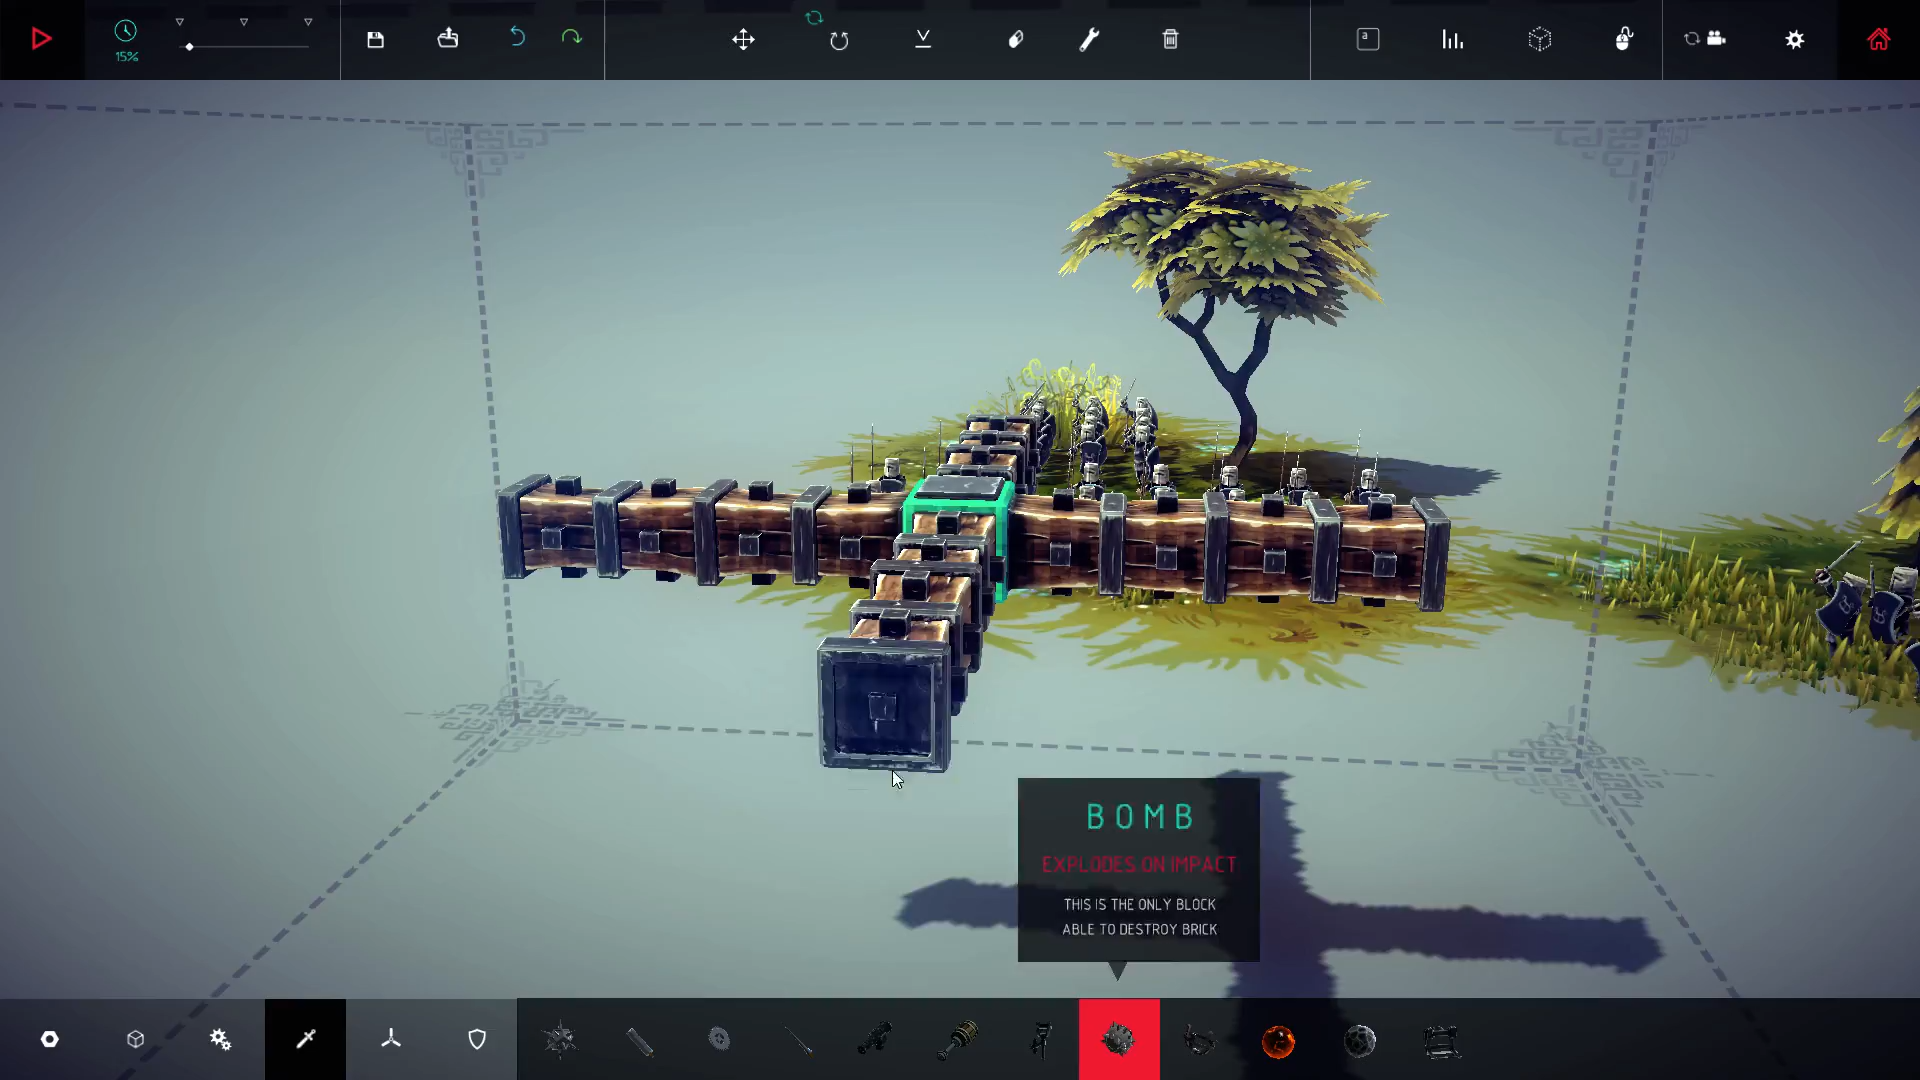 15%
a
BOMB
EXPLODES ON IMPACT
THIS IS THE ONLY BLOCK
ABLE TO DESTROY BRICK